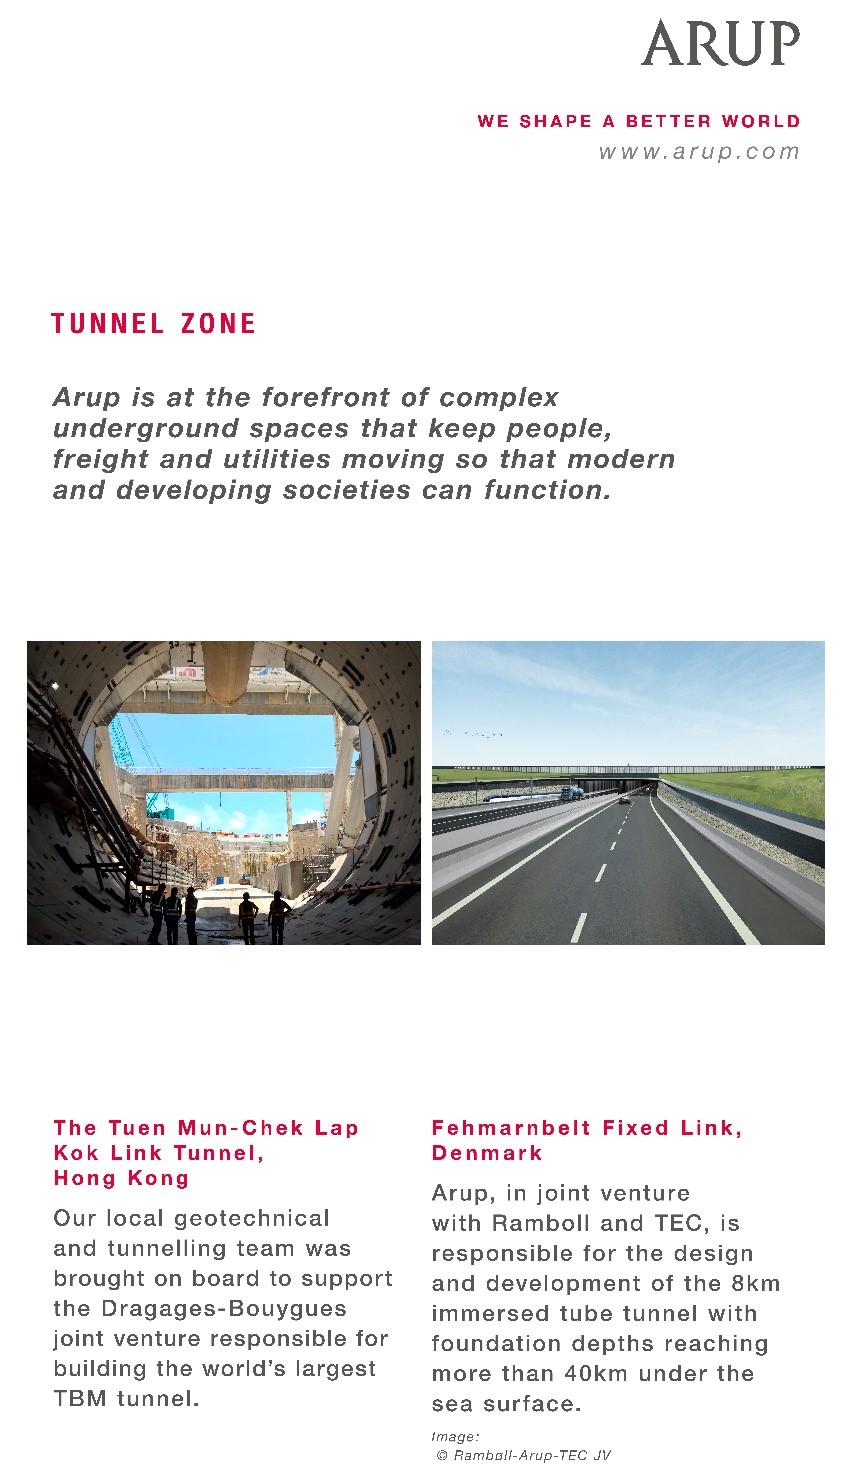 ARUP
WE SHAPE A BETTER WORLD
www.arup.com
TUNNEL ZONE
Arup is at the forefront of complex
underground spaces that keep people,
freight and utilities moving so that modern
and developing societies can function.
The Tuen Mun-Chek Lap
Kok Link Tunnel,
Hong Kong
Our local geotechnical
and tunnelling team was
brought on board to support
the Dragages-Bouygues
joint venture responsible for
building the world's largest
TBM tunnel.
Fehmarnbelt Fixed Link,
Denmark
Arup, in joint venture
with Ramboll and TEC, is
responsible for the design
and development of the 8km
immersed tube tunnel with
foundation depths reaching
more than 40km under the
sea surface.
Image:
© Rambøll-Arup-TEC JV